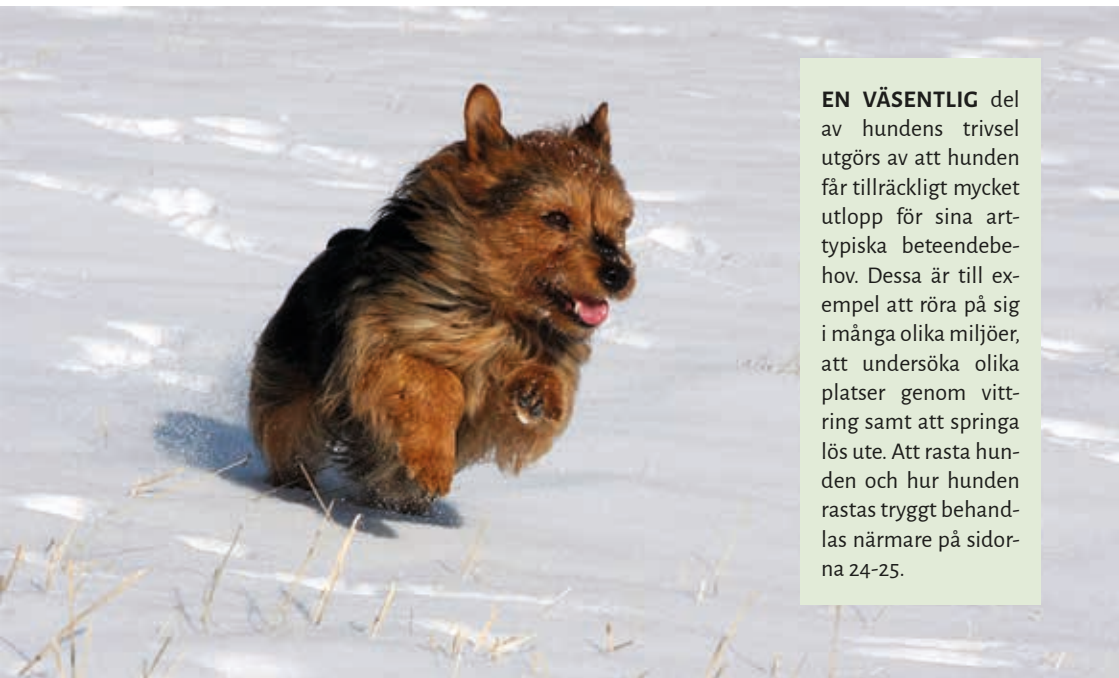 EN VÄSENTLIG del
av hundens trivsel
utgörs av att hunden
får tillräckligt mycket
utlopp för sina art-
typiska beteendebe-
hov. Dessa är till ex-
empel att röra på sig
i många olika miljöer,
att undersöka olika
platser genom vitt-
ring samt att springa
lös ute. Att rasta hun-
den och hur hunden
rastas tryggt behand-
las närmare på sidor-
na 24-25.